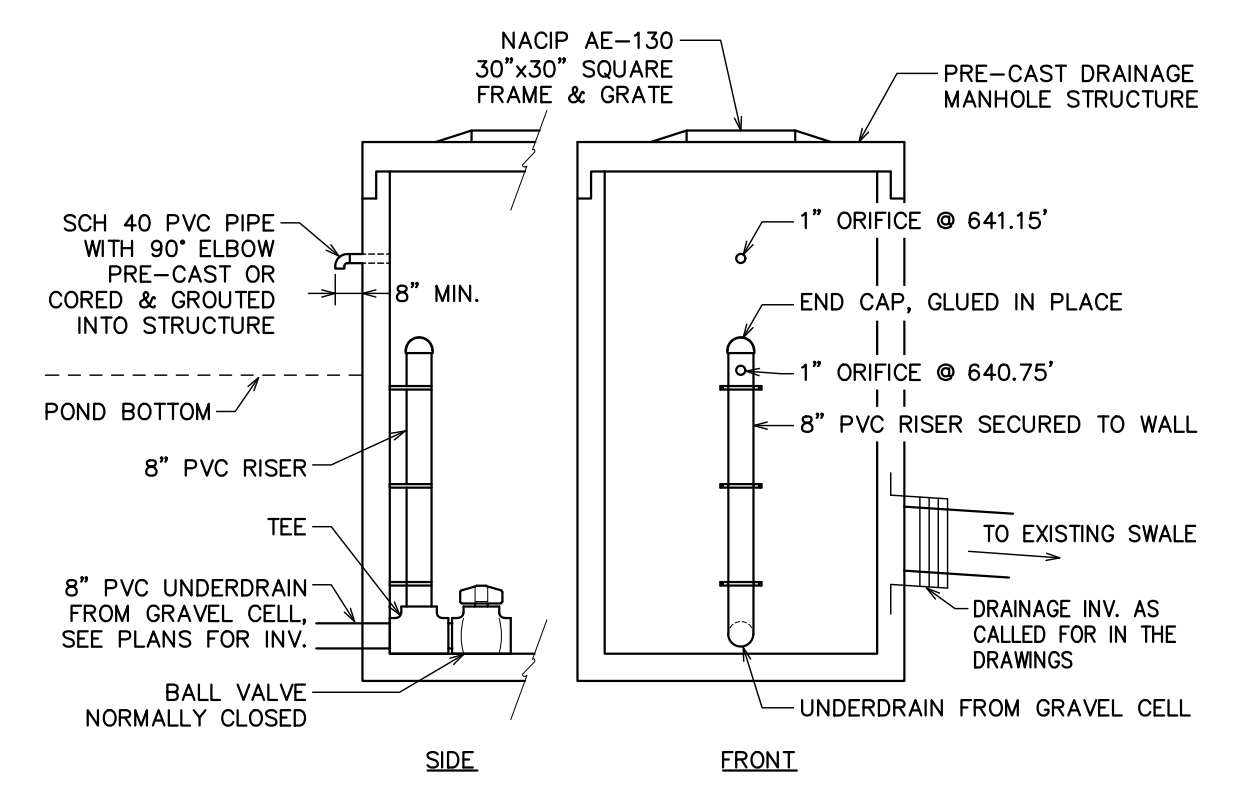 NACIP AE-130
30"x30" SQUARE
FRAME & GRATE
PRE-CAST DRAINAGE
MANHOLE STRUCTURE
SCH 40 PVC PIPE
WITH 90° ELBOW
PRE-CAST OR
CORED & GROUTED
INTO STRUCTURE
8" MIN.
1" ORIFICE @ 641.15'
END CAP, GLUED IN PLACE
1" ORIFICE @ 640.75'
POND BOTTOM
8" PVC RISER SECURED TO WALL
8" PVC RISER
TEE
TO EXISTING SWALE
8" PVC UNDERDRAIN
FROM GRAVEL CELL,
SEE PLANS FOR INV.
DRAINAGE INV. AS
CALLED FOR IN THE
DRAWINGS
BALL VALVE
NORMALLY CLOSED
UNDERDRAIN FROM GRAVEL CELL
SIDE
FRONT